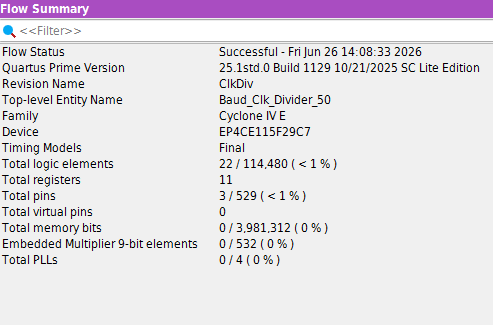 Flow Summary
<<Filter>>
Flow Status Successful - Fri Jun 26 14:08:33 2026
Quartus Prime Version 25.1std.0 Build 1129 10/21/2025 SC Lite Edition
Revision Name ClkDiv
Top-level Entity Name Baud_Clk_Divider_50
Family Cyclone IV E
Device EP4CE115F29C7
Timing Models Final
Total logic elements 22 / 114,480 ( < 1 % )
Total registers 11
Total pins 3 / 529 ( < 1 % )
Total virtual pins 0
Total memory bits 0 / 3,981,312 ( 0 % )
Embedded Multiplier 9-bit elements 0 / 532 ( 0 % )
Total PLLs 0 / 4 ( 0 % )